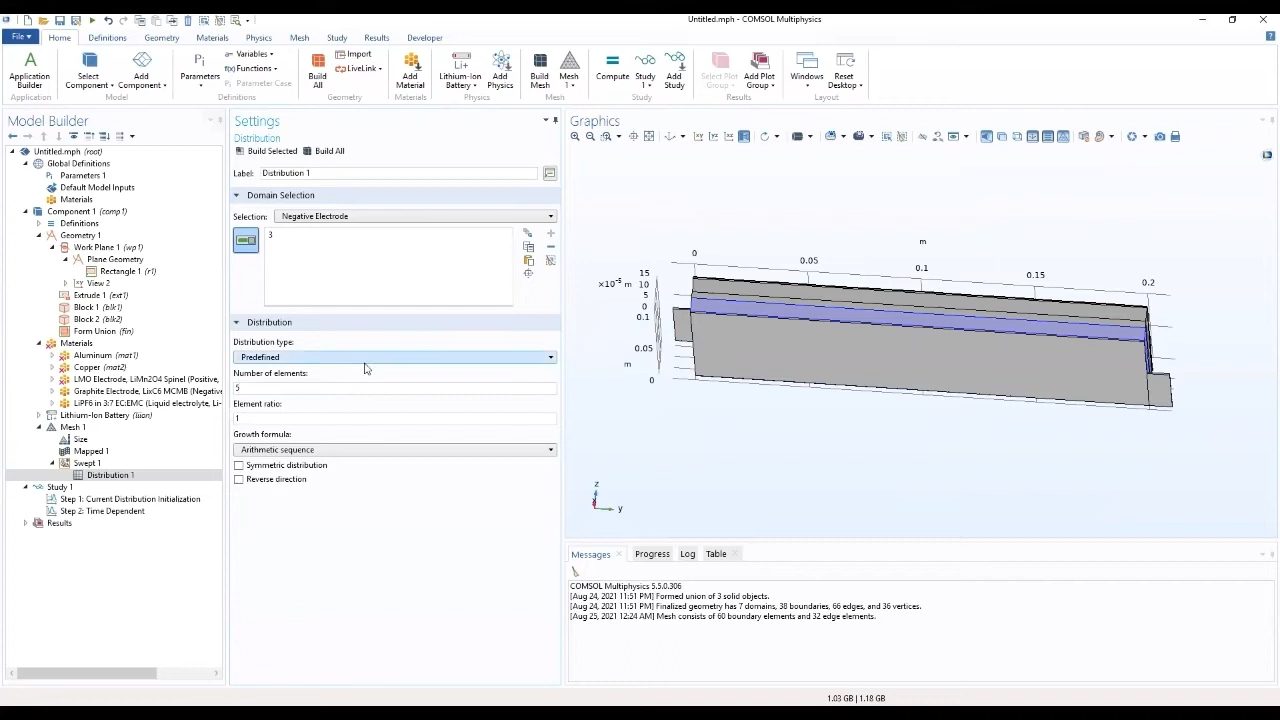 Untitled.mph - COMSOL Multiphysics
File Home Definitions Geometry Materials Physics Mesh Study Results Developer
Application Builder
Select Component
Add Component
Parameters
Variables
Functions
Parameter Case
Build All
Import
LiveLink
Add Material
Lithium-Ion Battery
Add Physics
Build Mesh
Mesh 1
Compute
Study 1
Add Study
Select Plot Group
Add Plot Group
Windows
Reset Desktop
Application Model Definitions Geometry Materials Physics Mesh Study Results Layout
Model Builder
Untitled.mph (root)
Global Definitions
Parameters 1
Default Model Inputs
Materials
Component 1 (comp1)
Definitions
Geometry 1
Work Plane 1 (wp1)
Plane Geometry
Rectangle 1 (r1)
View 2
Extrude 1 (ext1)
Block 1 (blk1)
Block 2 (blk2)
Form Union (fin)
Materials
Aluminum (mat1)
Copper (mat2)
LMO Electrode, LiMn2O4 Spinel (Positive,
Graphite Electrode, LixC6 MCMB (Negative
LiPF6 in 3:7 EC:EMC (Liquid electrolyte, Li-
Lithium-Ion Battery (liion)
Mesh 1
Size
Mapped 1
Swept 1
Distribution 1
Study 1
Step 1: Current Distribution Initialization
Step 2: Time Dependent
Results
Settings
Distribution
Build Selected Build All
Label: Distribution 1
Domain Selection
Selection: Negative Electrode
3
Distribution
Distribution type:
Predefined
Number of elements:
5
Element ratio:
1
Growth formula:
Arithmetic sequence
Symmetric distribution
Reverse direction
Graphics
m
0 0.05 0.1 0.15 0.2
×10⁻⁵ m
15
10
5
0
0.1
0.05
m
0
z
y
Messages Progress Log Table
COMSOL Multiphysics 5.5.0.306
[Aug 24, 2021 11:51 PM] Formed union of 3 solid objects.
[Aug 24, 2021 11:51 PM] Finalized geometry has 7 domains, 38 boundaries, 66 edges, and 36 vertices.
[Aug 25, 2021 12:24 AM] Mesh consists of 60 boundary elements and 32 edge elements.
1.03 GB | 1.18 GB